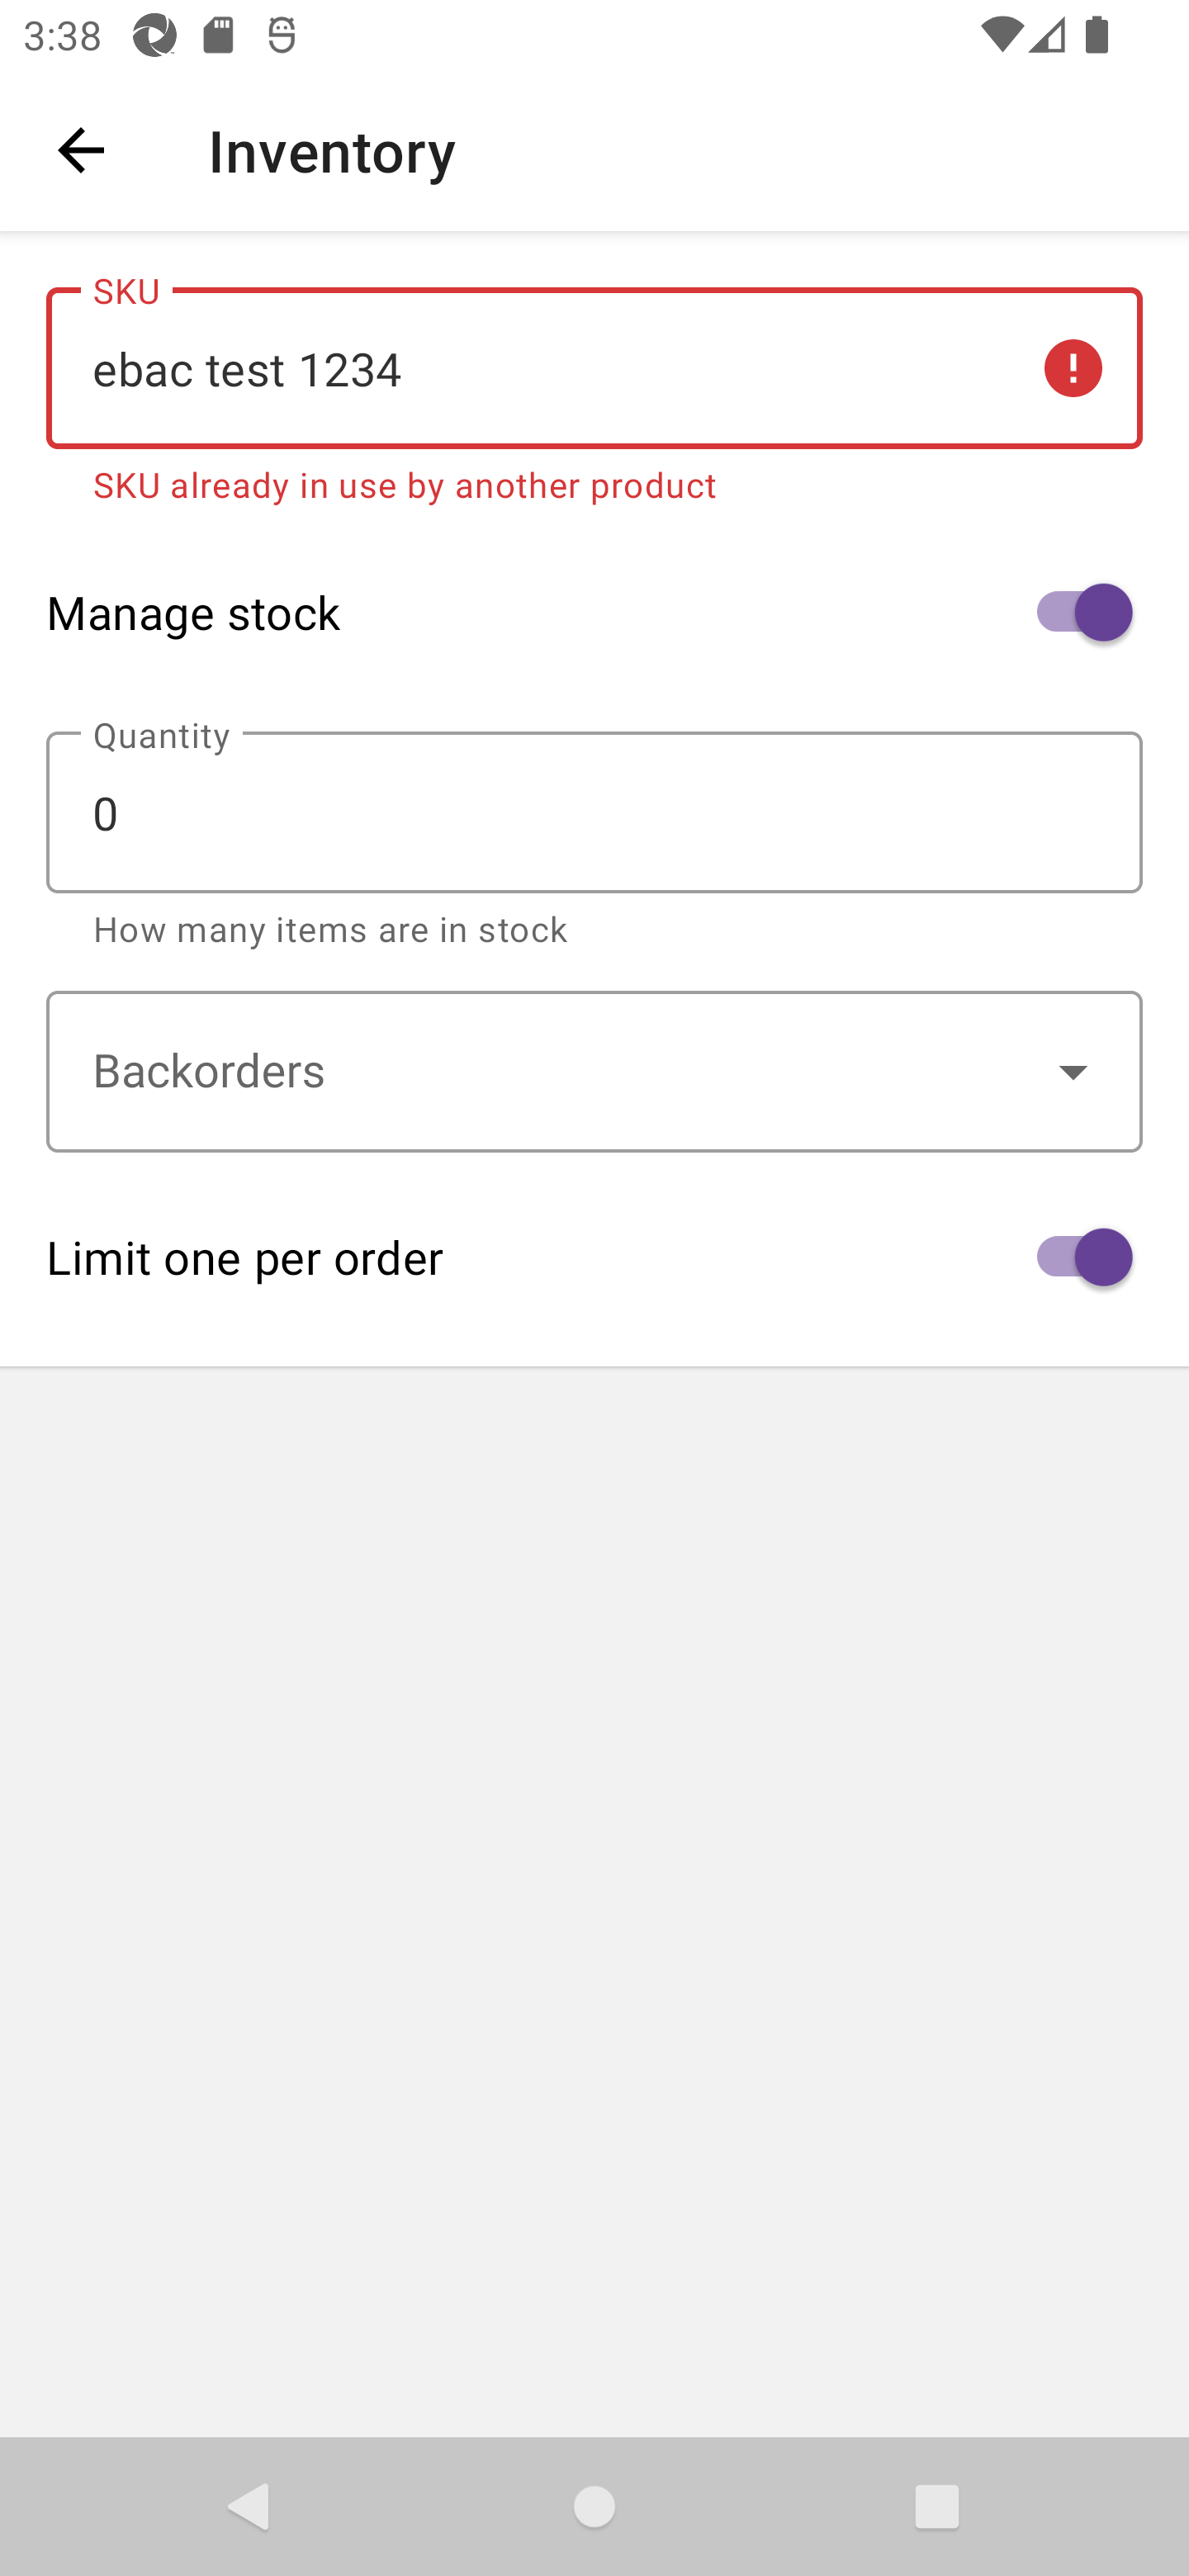 3:38
Inventory
SKU
ebac test 1234
SKU already in use by another product
Manage stock
Quantity
0
How many items are in stock
Backorders
Limit one per order